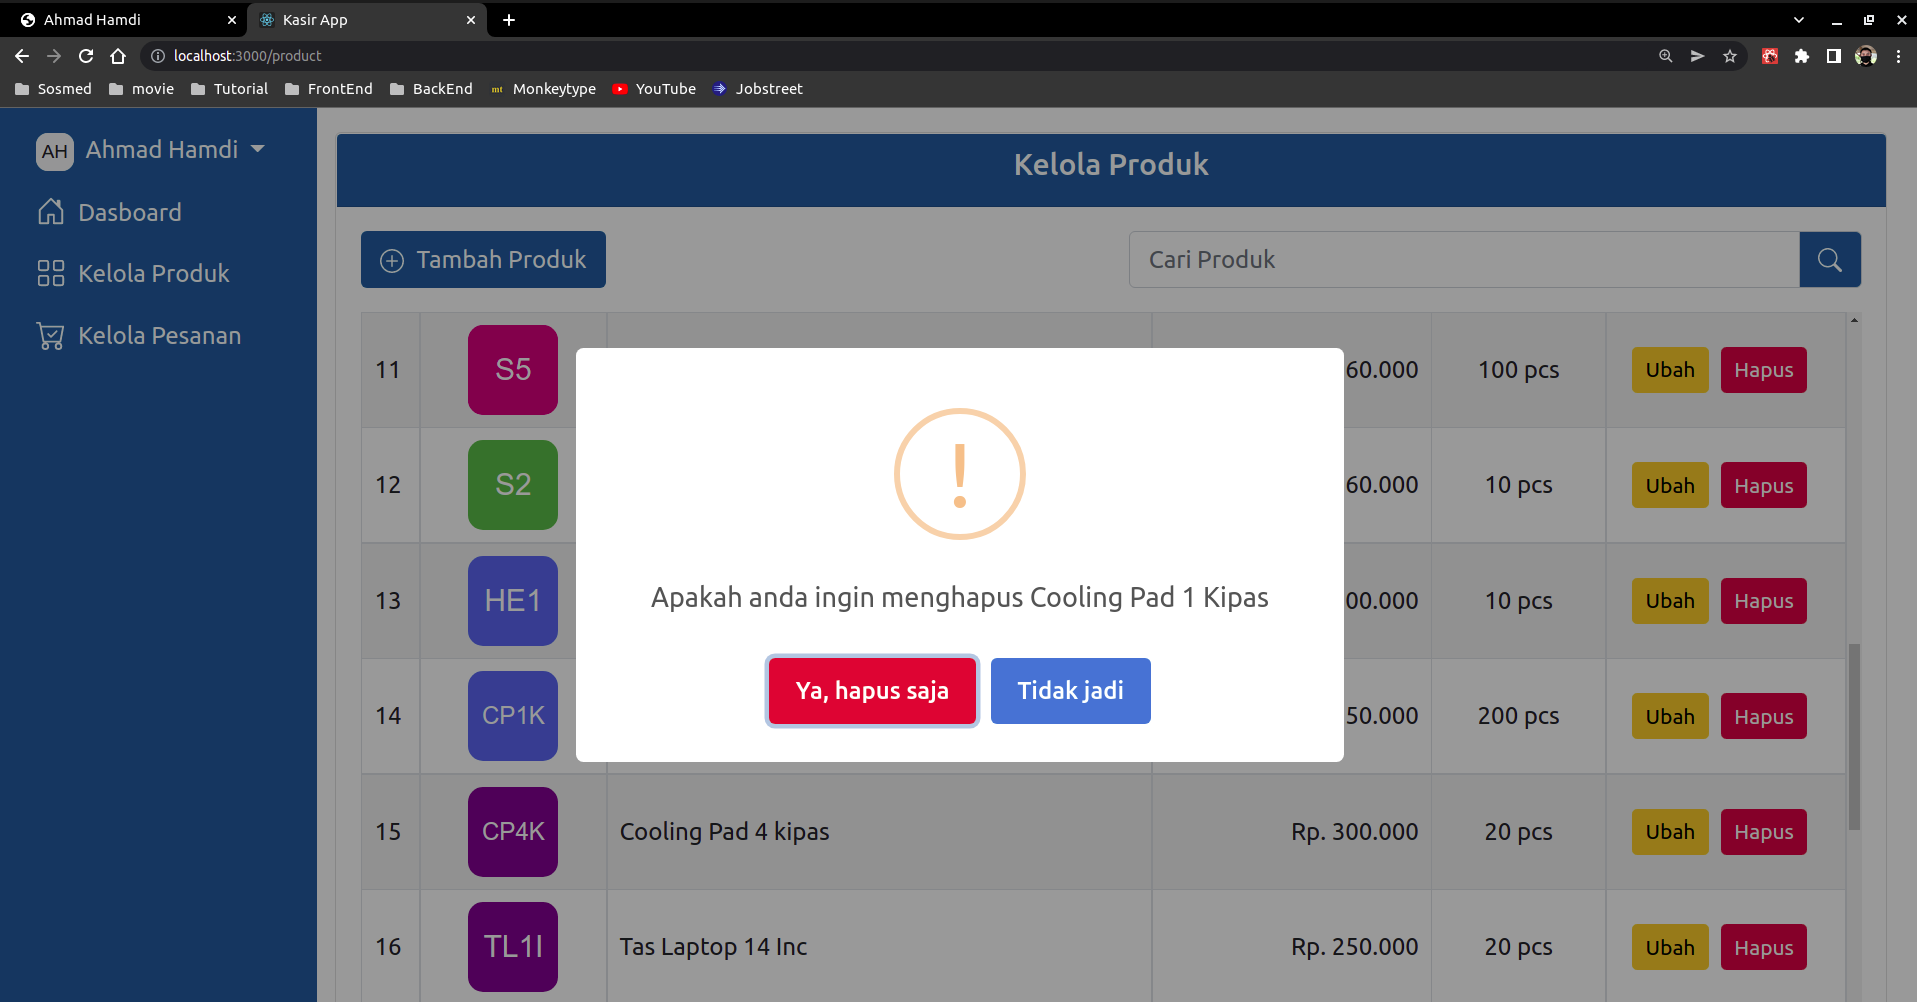 Ahmad Hamdi
Kasir App
localhost:3000/product
Sosmed movie Tutorial FrontEnd BackEnd mt Monkeytype YouTube Jobstreet
AH Ahmad Hamdi
Dasboard
Kelola Produk
Kelola Pesanan
Kelola Produk
Tambah Produk
Cari Produk
11 S5 60.000 100 pcs Ubah Hapus
12 S2 60.000 10 pcs Ubah Hapus
13 HE1 00.000 10 pcs Ubah Hapus
14 CP1K 50.000 200 pcs Ubah Hapus
15 CP4K Cooling Pad 4 kipas Rp. 300.000 20 pcs Ubah Hapus
16 TL1I Tas Laptop 14 Inc Rp. 250.000 20 pcs Ubah Hapus
!
Apakah anda ingin menghapus Cooling Pad 1 Kipas
Ya, hapus saja
Tidak jadi